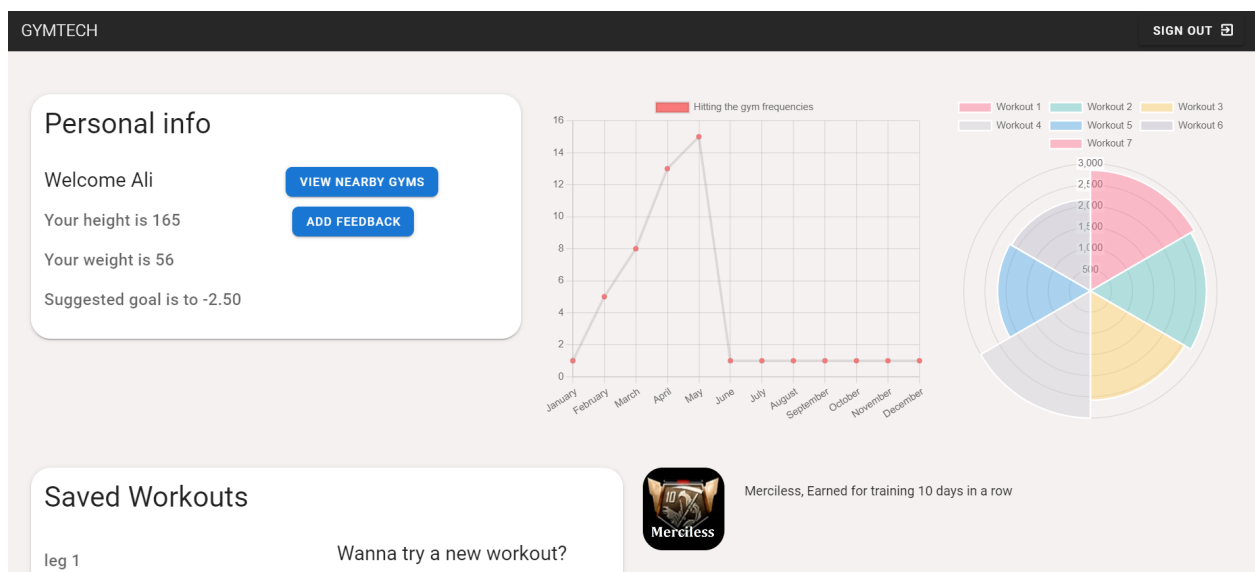 GYMTECH
SIGN OUT
Personal info
Welcome Ali
VIEW NEARBY GYMS
Your height is 165
ADD FEEDBACK
Your weight is 56
Suggested goal is to -2.50
Hitting the gym frequencies
16
14
12
10
8
6
4
2
0
January
February
March
April
May
June
July
August
September
October
November
December
Workout 1
Workout 2
Workout 3
Workout 4
Workout 5
Workout 6
Workout 7
3,000
2,500
2,000
1,500
1,000
500
Saved Workouts
leg 1
Wanna try a new workout?
10
Merciless
Merciless, Earned for training 10 days in a row